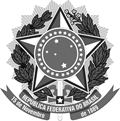 REPÚBLICA FEDERATIVA DO BRASIL
15 de Novembro
de 1889